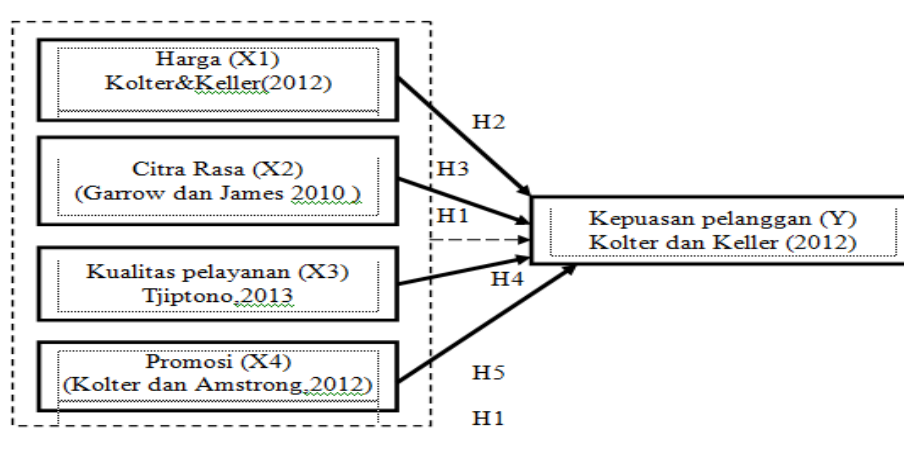 Harga (X1)
Kolter&Keller(2012)
H2
Citra Rasa (X2)
(Garrow dan James 2010 )
H3
H1
Kepuasan pelanggan (Y)
Kolter dan Keller (2012)
Kualitas pelayanan (X3)
Tjiptono,2013
H4
Promosi (X4)
(Kolter dan Amstrong,2012)
H5
H1